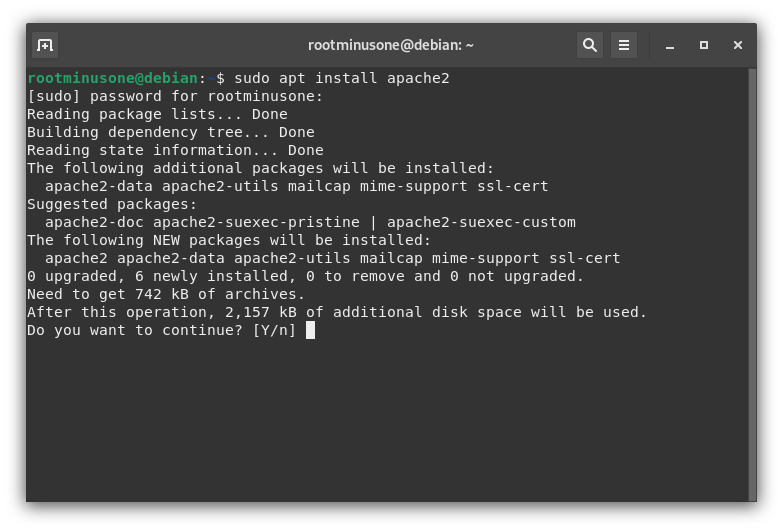 rootminusone@debian: ~
rootminusone@debian:~$ sudo apt install apache2
[sudo] password for rootminusone:
Reading package lists... Done
Building dependency tree... Done
Reading state information... Done
The following additional packages will be installed:
  apache2-data apache2-utils mailcap mime-support ssl-cert
Suggested packages:
  apache2-doc apache2-suexec-pristine | apache2-suexec-custom
The following NEW packages will be installed:
  apache2 apache2-data apache2-utils mailcap mime-support ssl-cert
0 upgraded, 6 newly installed, 0 to remove and 0 not upgraded.
Need to get 742 kB of archives.
After this operation, 2,157 kB of additional disk space will be used.
Do you want to continue? [Y/n]